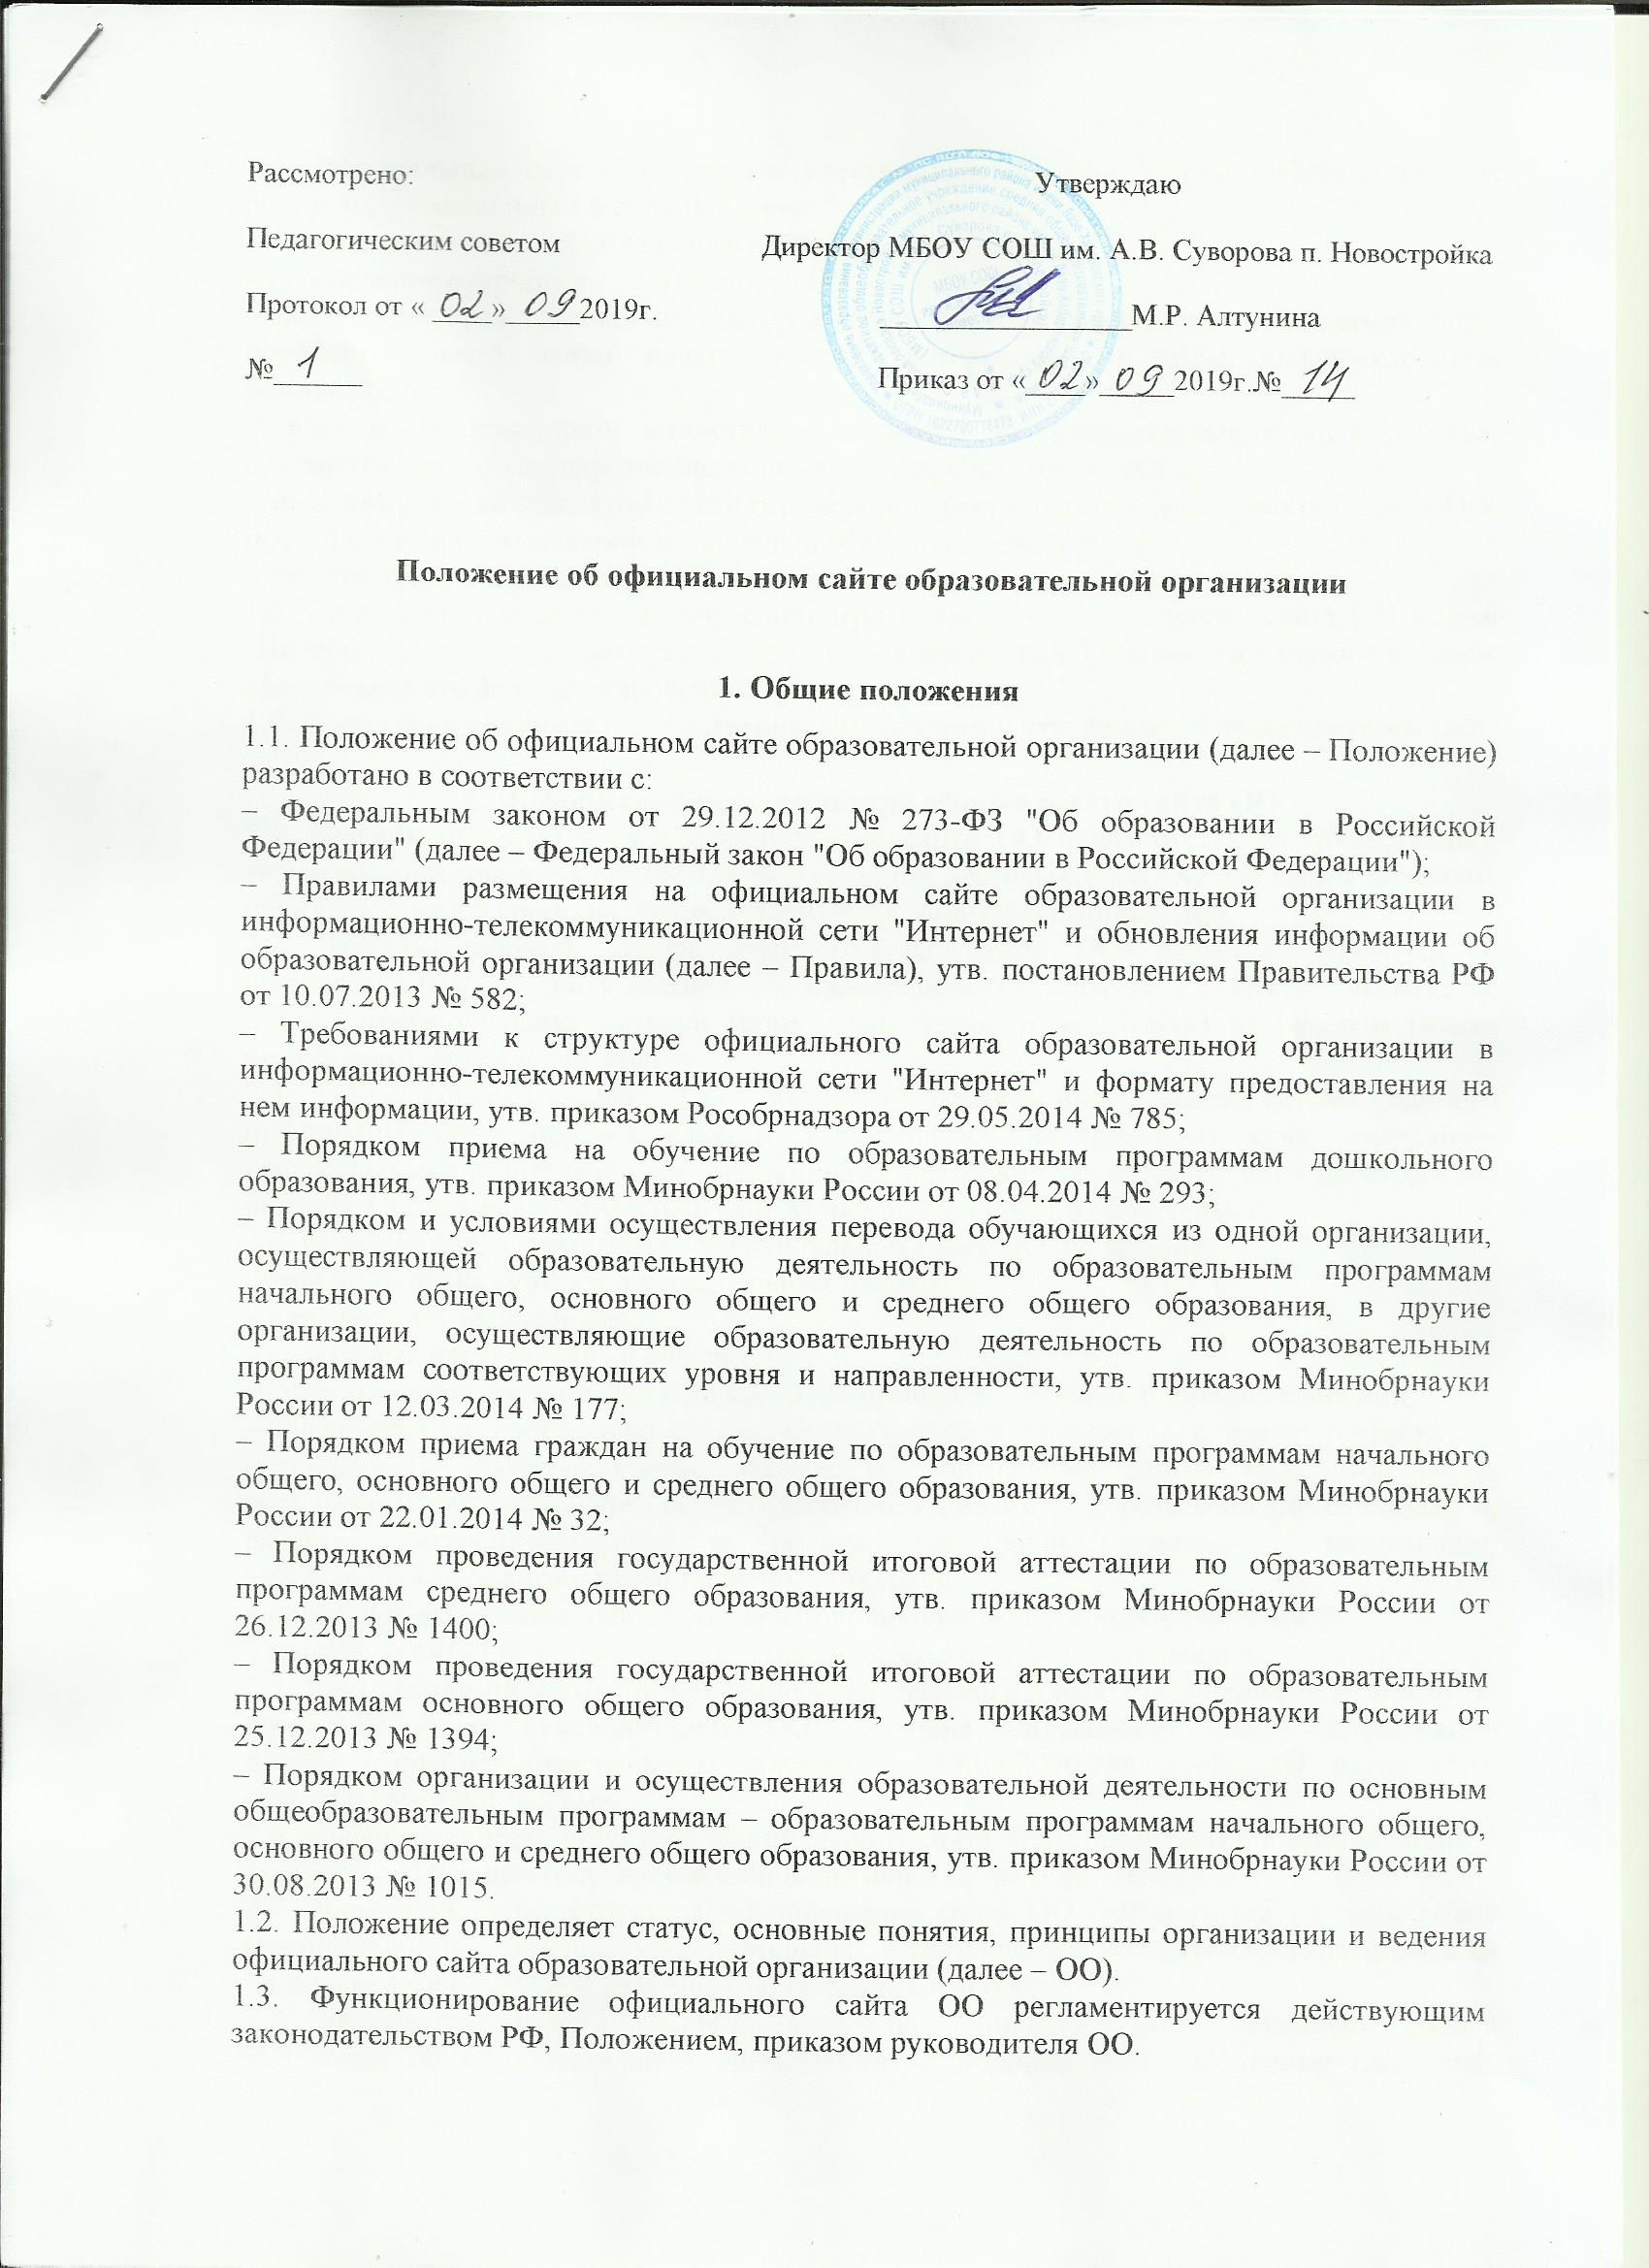 Рассмотрено:
Утверждаю
Педагогическим советом
Директор МБОУ СОШ им. А.В. Суворова п. Новостройка
Протокол от « 02 » 09 2019г.
М.Р. Алтунина
№ 1
Приказ от « 02 » 09 2019г.№ 14
Положение об официальном сайте образовательной организации
1. Общие положения
1.1. Положение об официальном сайте образовательной организации (далее – Положение)
разработано в соответствии с:
– Федеральным законом от 29.12.2012 № 273-ФЗ "Об образовании в Российской
Федерации" (далее – Федеральный закон "Об образовании в Российской Федерации");
– Правилами размещения на официальном сайте образовательной организации в
информационно-телекоммуникационной сети "Интернет" и обновления информации об
образовательной организации (далее – Правила), утв. постановлением Правительства РФ
от 10.07.2013 № 582;
– Требованиями к структуре официального сайта образовательной организации в
информационно-телекоммуникационной сети "Интернет" и формату предоставления на
нем информации, утв. приказом Рособрнадзора от 29.05.2014 № 785;
– Порядком приема на обучение по образовательным программам дошкольного
образования, утв. приказом Минобрнауки России от 08.04.2014 № 293;
– Порядком и условиями осуществления перевода обучающихся из одной организации,
осуществляющей образовательную деятельность по образовательным программам
начального общего, основного общего и среднего общего образования, в другие
организации, осуществляющие образовательную деятельность по образовательным
программам соответствующих уровня и направленности, утв. приказом Минобрнауки
России от 12.03.2014 № 177;
– Порядком приема граждан на обучение по образовательным программам начального
общего, основного общего и среднего общего образования, утв. приказом Минобрнауки
России от 22.01.2014 № 32;
– Порядком проведения государственной итоговой аттестации по образовательным
программам среднего общего образования, утв. приказом Минобрнауки России от
26.12.2013 № 1400;
– Порядком проведения государственной итоговой аттестации по образовательным
программам основного общего образования, утв. приказом Минобрнауки России от
25.12.2013 № 1394;
– Порядком организации и осуществления образовательной деятельности по основным
общеобразовательным программам – образовательным программам начального общего,
основного общего и среднего общего образования, утв. приказом Минобрнауки России от
30.08.2013 № 1015.
1.2. Положение определяет статус, основные понятия, принципы организации и ведения
официального сайта образовательной организации (далее – ОО).
1.3. Функционирование официального сайта ОО регламентируется действующим
законодательством РФ, Положением, приказом руководителя ОО.